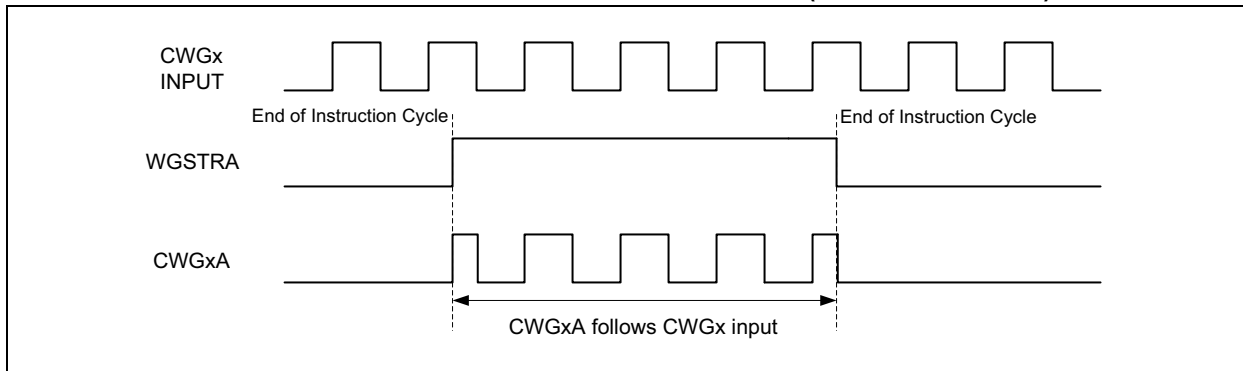 CWGx
INPUT
End of Instruction Cycle
End of Instruction Cycle
WGSTRA
CWGxA
CWGxA follows CWGx input